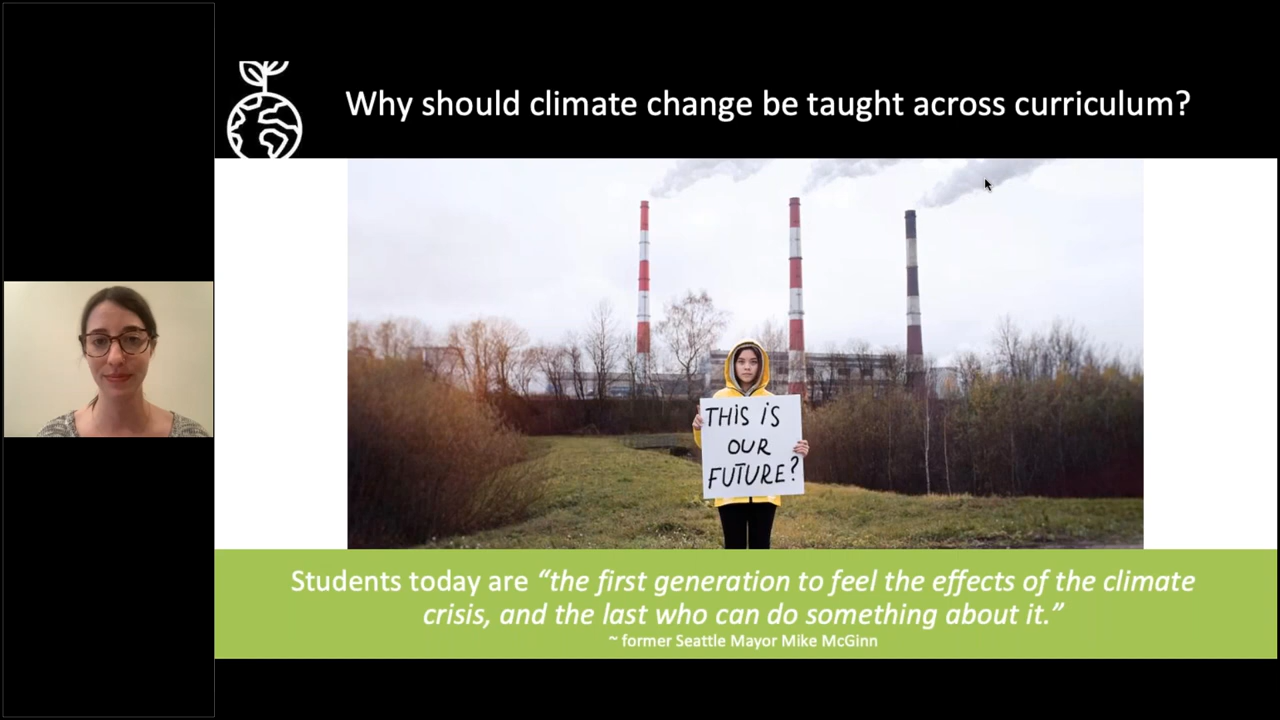 Why should climate change be taught across curriculum?
THIS IS
OUR
FUTURE?
Students today are “the first generation to feel the effects of the climate
crisis, and the last who can do something about it.”
~ former Seattle Mayor Mike McGinn